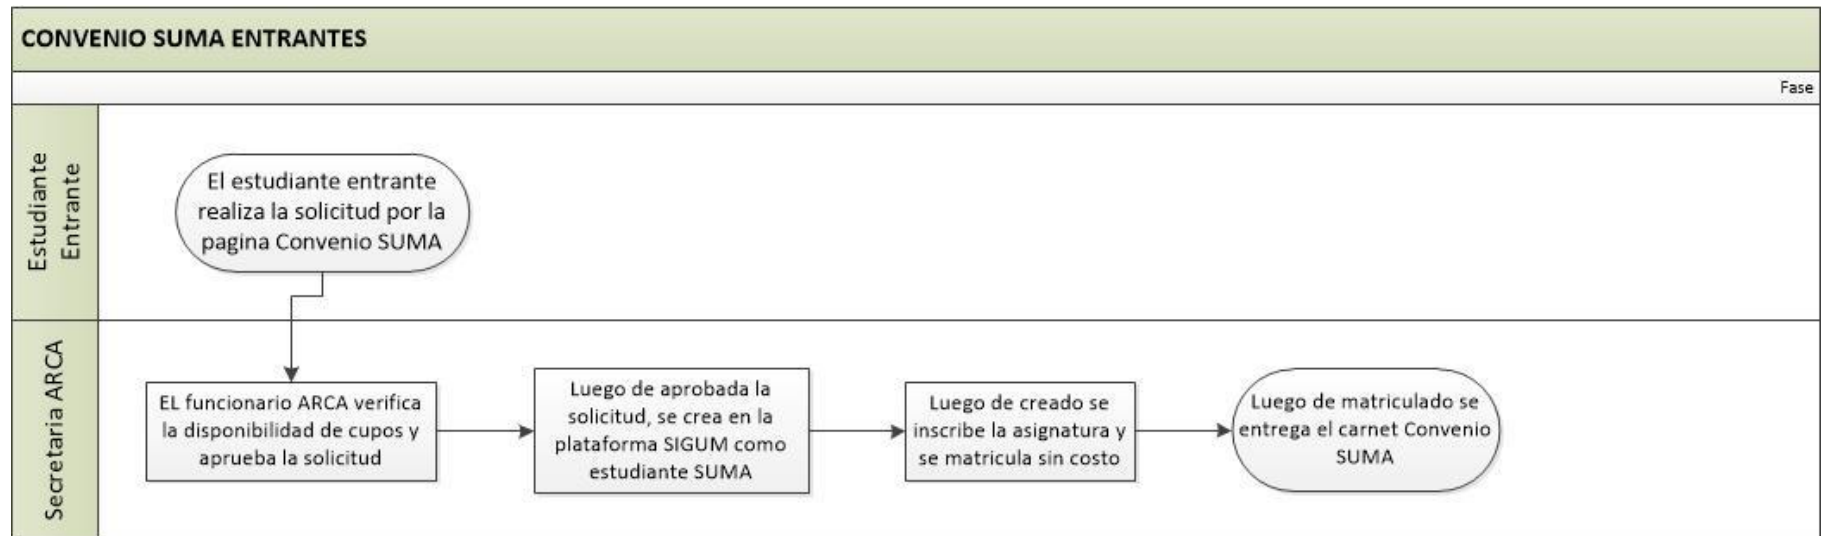 CONVENIO SUMA ENTRANTES
Fase
Estudiante
Entrante
El estudiante entrante
realiza la solicitud por la
pagina Convenio SUMA
Secretaria ARCA
EL funcionario ARCA verifica
la disponibilidad de cupos y
aprueba la solicitud
Luego de aprobada la
solicitud, se crea en la
plataforma SIGUM como
estudiante SUMA
Luego de creado se
inscribe la asignatura y
se matricula sin costo
Luego de matriculado se
entrega el carnet Convenio
SUMA